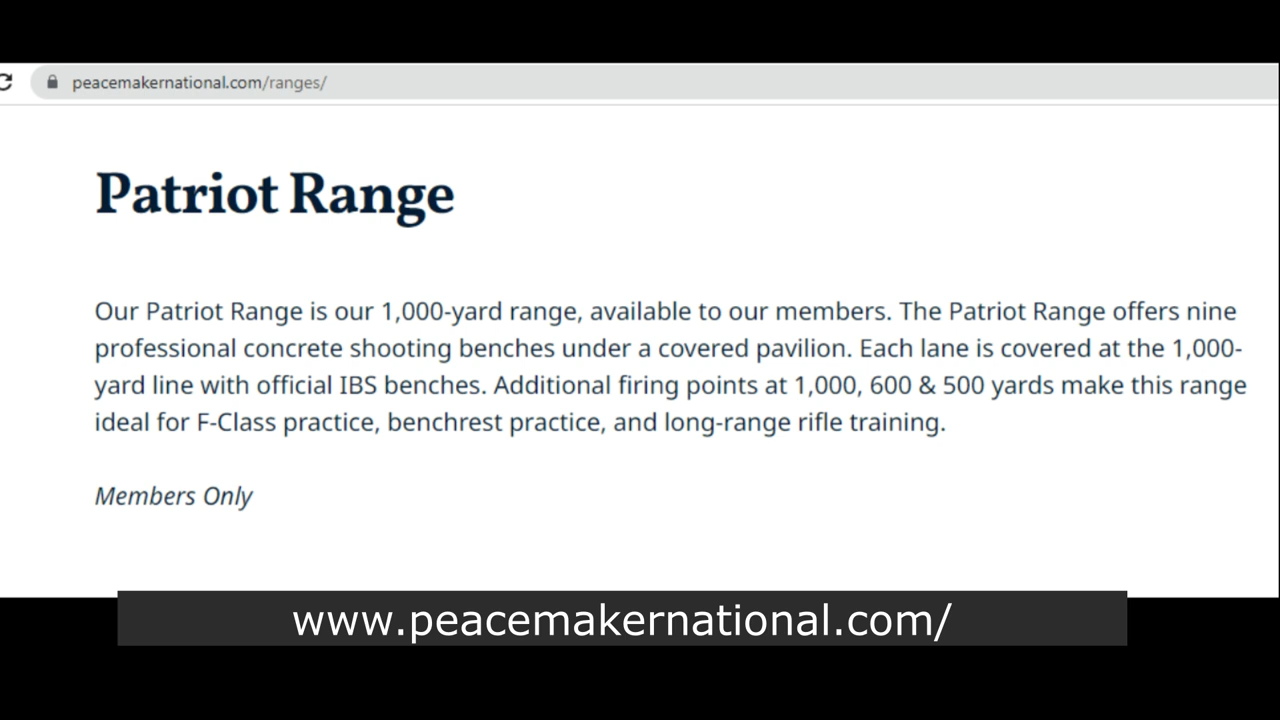 peacemakernational.com/ranges/
Patriot Range
Our Patriot Range is our 1,000-yard range, available to our members. The Patriot Range offers nine
professional concrete shooting benches under a covered pavilion. Each lane is covered at the 1,000-
yard line with official IBS benches. Additional firing points at 1,000, 600 & 500 yards make this range
ideal for F-Class practice, benchrest practice, and long-range rifle training.
Members Only
www.peacemakernational.com/